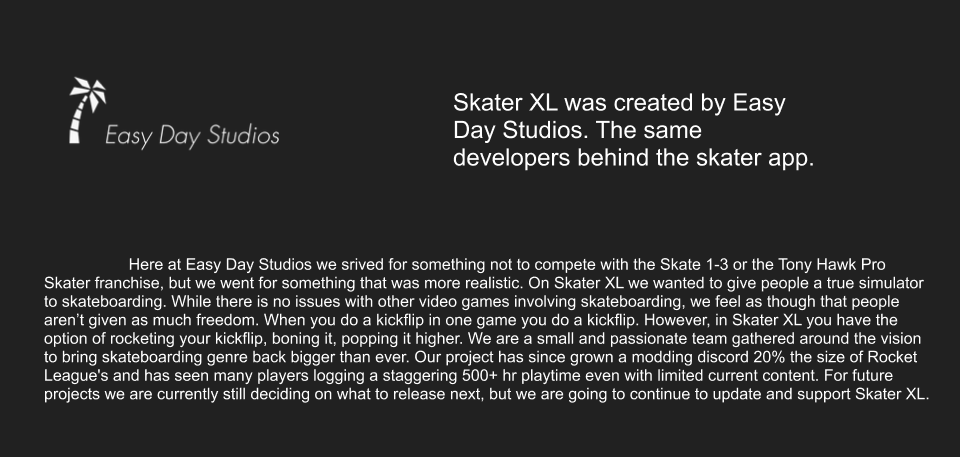 Easy Day Studios
Skater XL was created by Easy
Day Studios. The same
developers behind the skater app.
Here at Easy Day Studios we srived for something not to compete with the Skate 1-3 or the Tony Hawk Pro
Skater franchise, but we went for something that was more realistic. On Skater XL we wanted to give people a true simulator
to skateboarding. While there is no issues with other video games involving skateboarding, we feel as though that people
aren’t given as much freedom. When you do a kickflip in one game you do a kickflip. However, in Skater XL you have the
option of rocketing your kickflip, boning it, popping it higher. We are a small and passionate team gathered around the vision
to bring skateboarding genre back bigger than ever. Our project has since grown a modding discord 20% the size of Rocket
League's and has seen many players logging a staggering 500+ hr playtime even with limited current content. For future
projects we are currently still deciding on what to release next, but we are going to continue to update and support Skater XL.